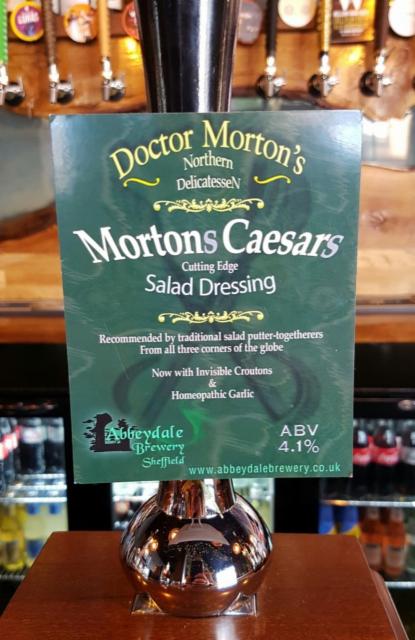 Doctor Morton's
Northern
DelicatesseN
Mortons Caesars
Cutting Edge
Salad Dressing
Recommended by traditional salad putter-togetherers
From all three corners of the globe
Now with Invisible Croutons
&
Homeopathic Garlic
Abbeydale
Brewery
Sheffield
ABV
4.1%
www.abbeydalebrewery.co.uk